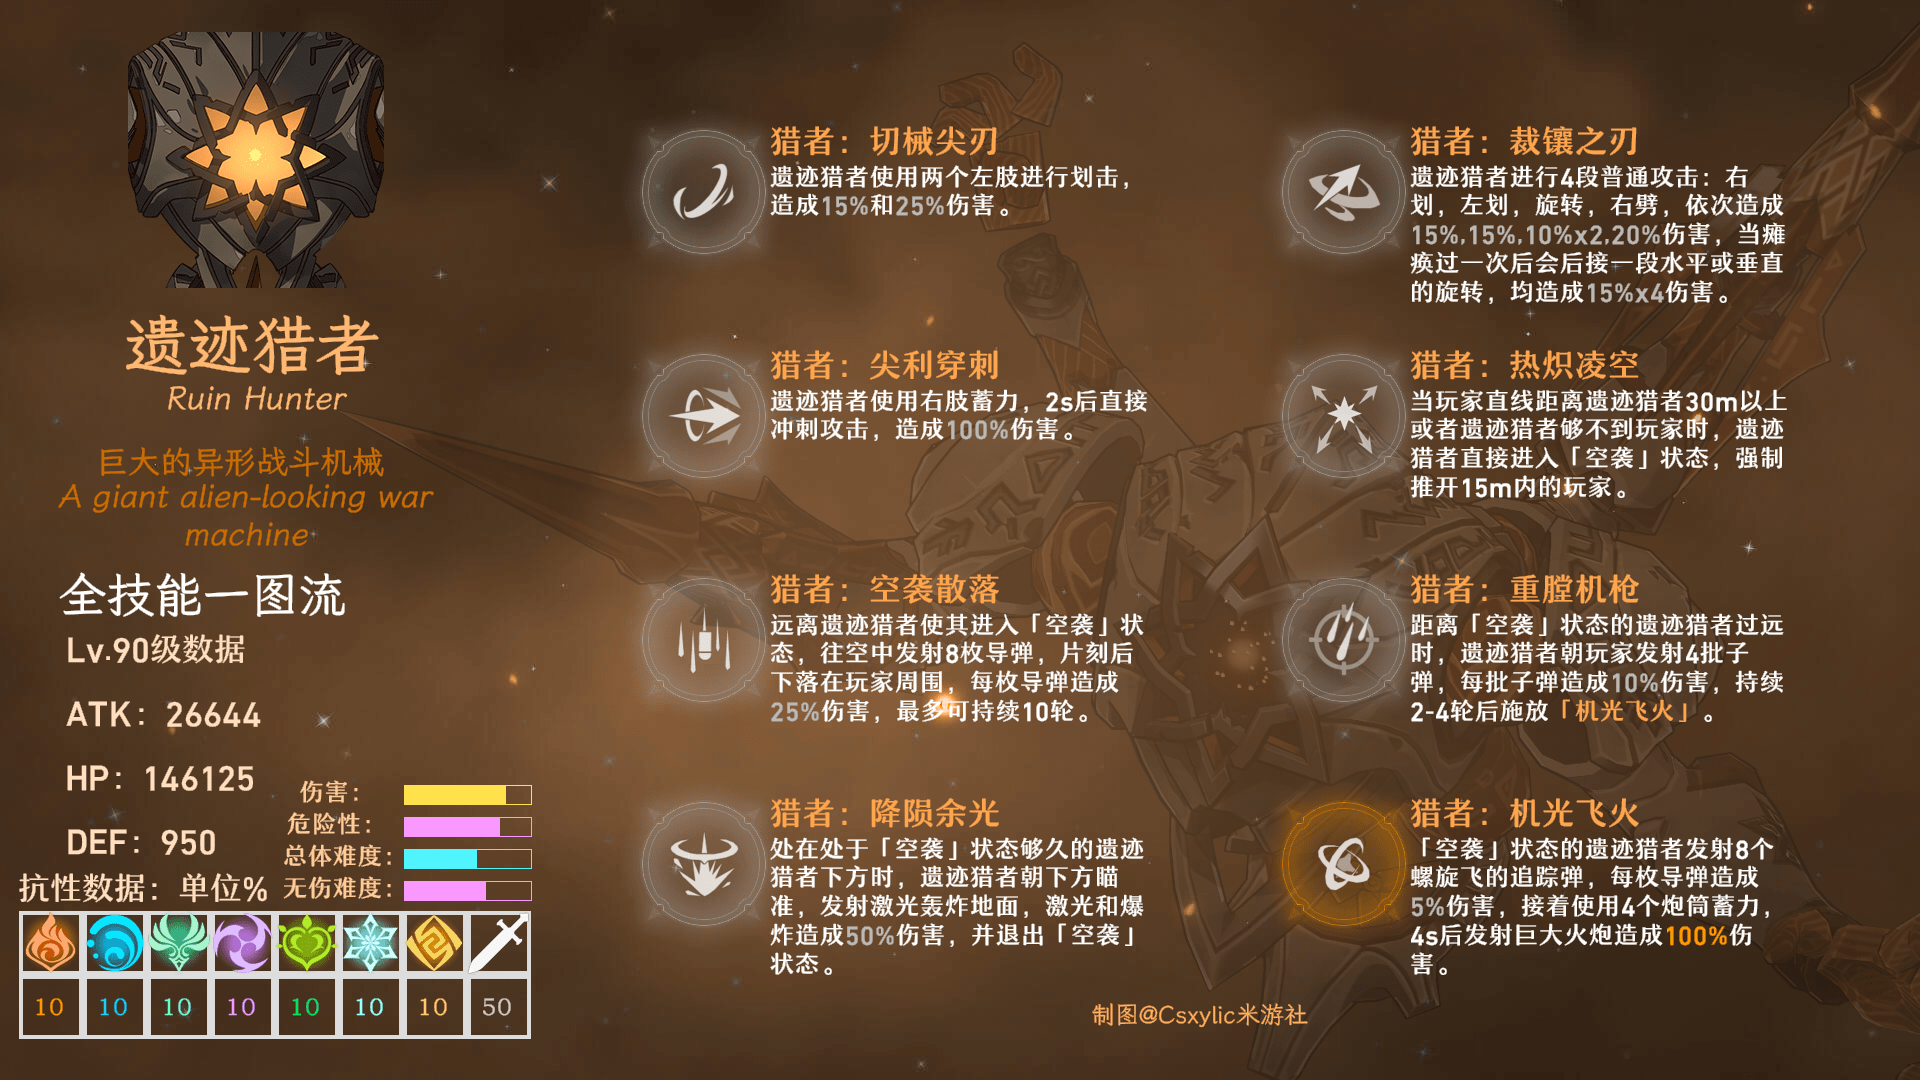 遗迹猎者
Ruin Hunter
巨大的异形战斗机械
A giant alien-looking war
machine
全技能一图流
Lv.90级数据
ATK：26644
HP：146125
DEF：950
伤害：
危险性：
总体难度：
无伤难度：
抗性数据：单位%
10 10 10 10 10 10 10 50
猎者：切械尖刃
遗迹猎者使用两个左肢进行划击，
造成15%和25%伤害。
猎者：尖利穿刺
遗迹猎者使用右肢蓄力，2s后直接
冲刺攻击，造成100%伤害。
猎者：空袭散落
远离遗迹猎者使其进入「空袭」状
态，往空中发射8枚导弹，片刻后
下落在玩家周围，每枚导弹造成
25%伤害，最多可持续10轮。
猎者：降陨余光
处在处于「空袭」状态够久的遗迹
猎者下方时，遗迹猎者朝下方瞄
准，发射激光轰炸地面，激光和爆
炸造成50%伤害，并退出「空袭」
状态。
猎者：裁镶之刃
遗迹猎者进行4段普通攻击：右
划，左划，旋转，右劈，依次造成
15%,15%,10%x2,20%伤害，当瘫
痪过一次后会后接一段水平或垂直
的旋转，均造成15%x4伤害。
猎者：热炽凌空
当玩家直线距离遗迹猎者30m以上
或者遗迹猎者够不到玩家时，遗迹
猎者直接进入「空袭」状态，强制
推开15m内的玩家。
猎者：重膛机枪
距离「空袭」状态的遗迹猎者过远
时，遗迹猎者朝玩家发射4批子
弹，每批子弹造成10%伤害，持续
2-4轮后施放「机光飞火」。
猎者：机光飞火
「空袭」状态的遗迹猎者发射8个
螺旋飞的追踪弹，每枚导弹造成
5%伤害，接着使用4个炮筒蓄力，
4s后发射巨大火炮造成100%伤
害。
制图@Csxylic米游社